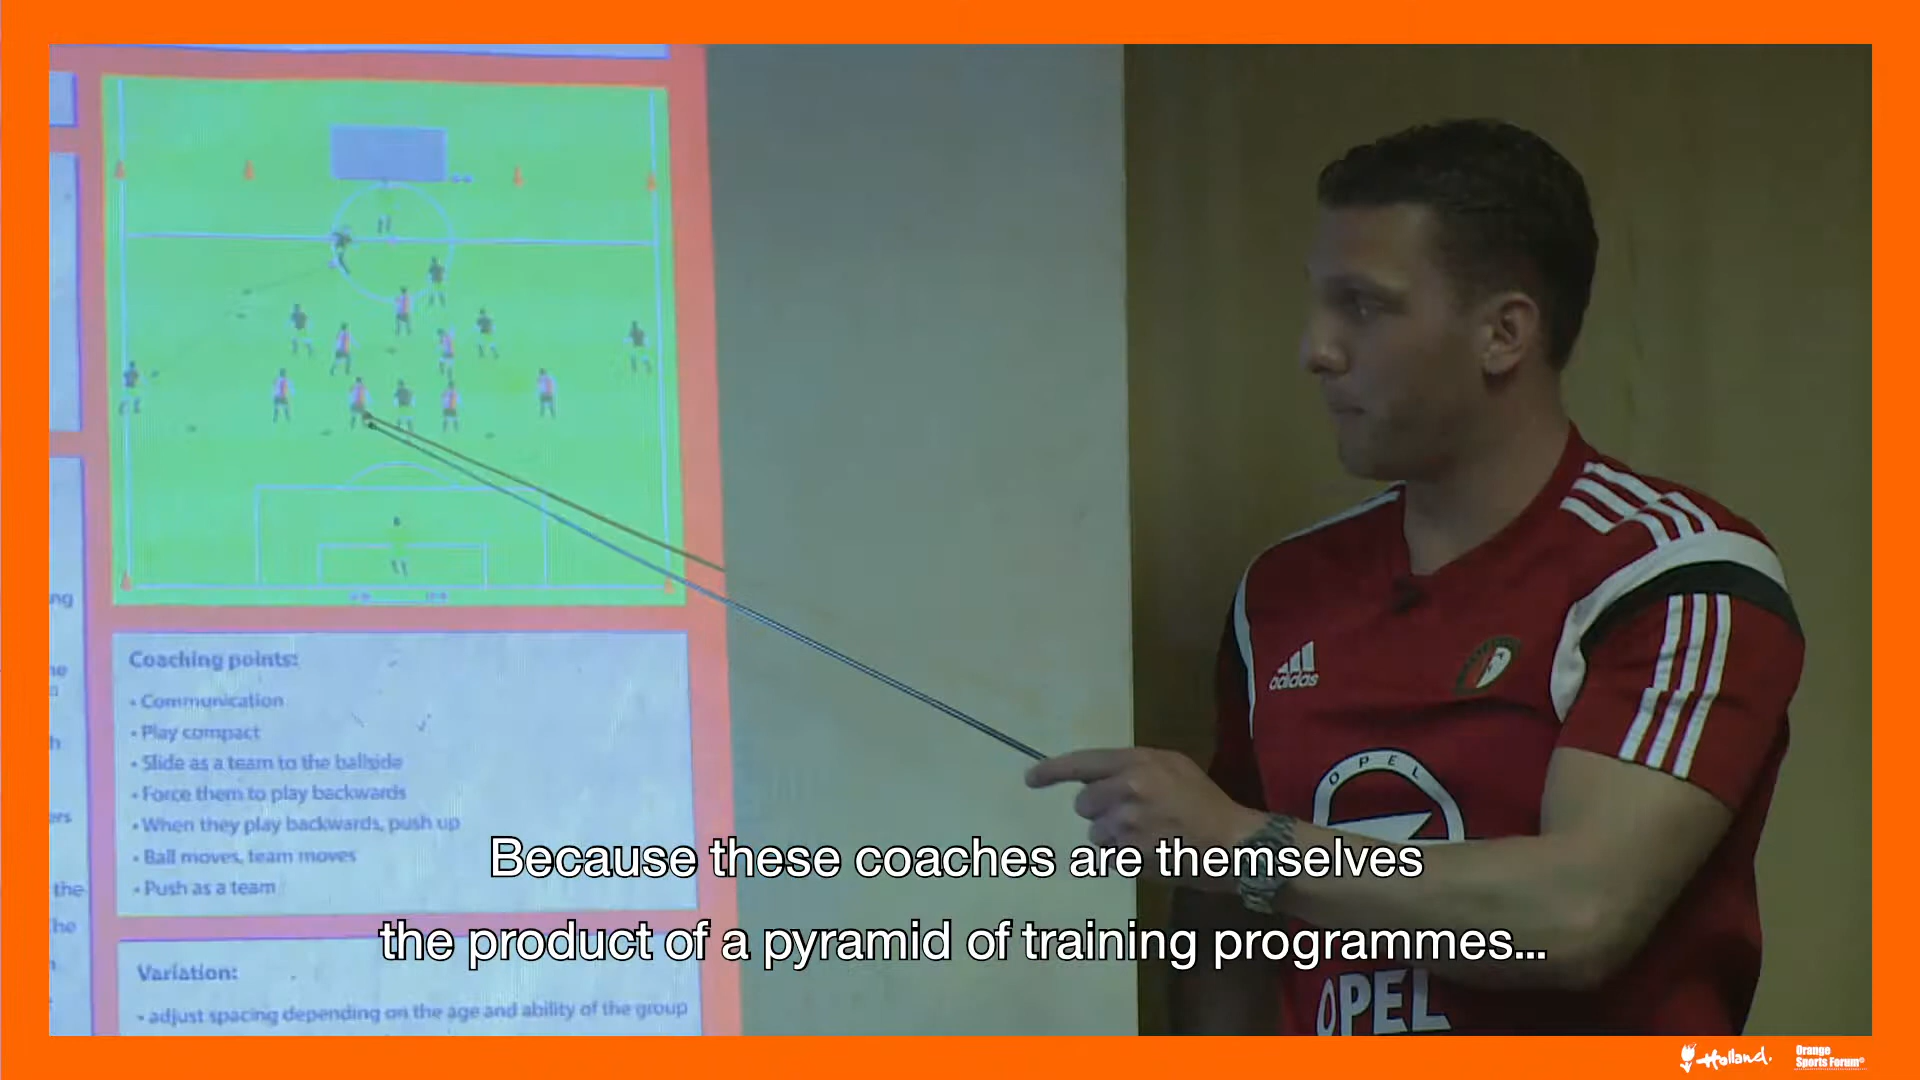 Coaching points:
• Communication
• Play compact
• Slide as a team to the ballside
• Force them to play backwards
• When they play backwards, push up
• Ball moves, team moves
• Push as a team
Variation:
• adjust spacing depending on the age and ability of the group
ng
the
adidas
OPEL
OPEL
Because these coaches are themselves
the product of a pyramid of training programmes...
Holland.
Orange
Sports Forum